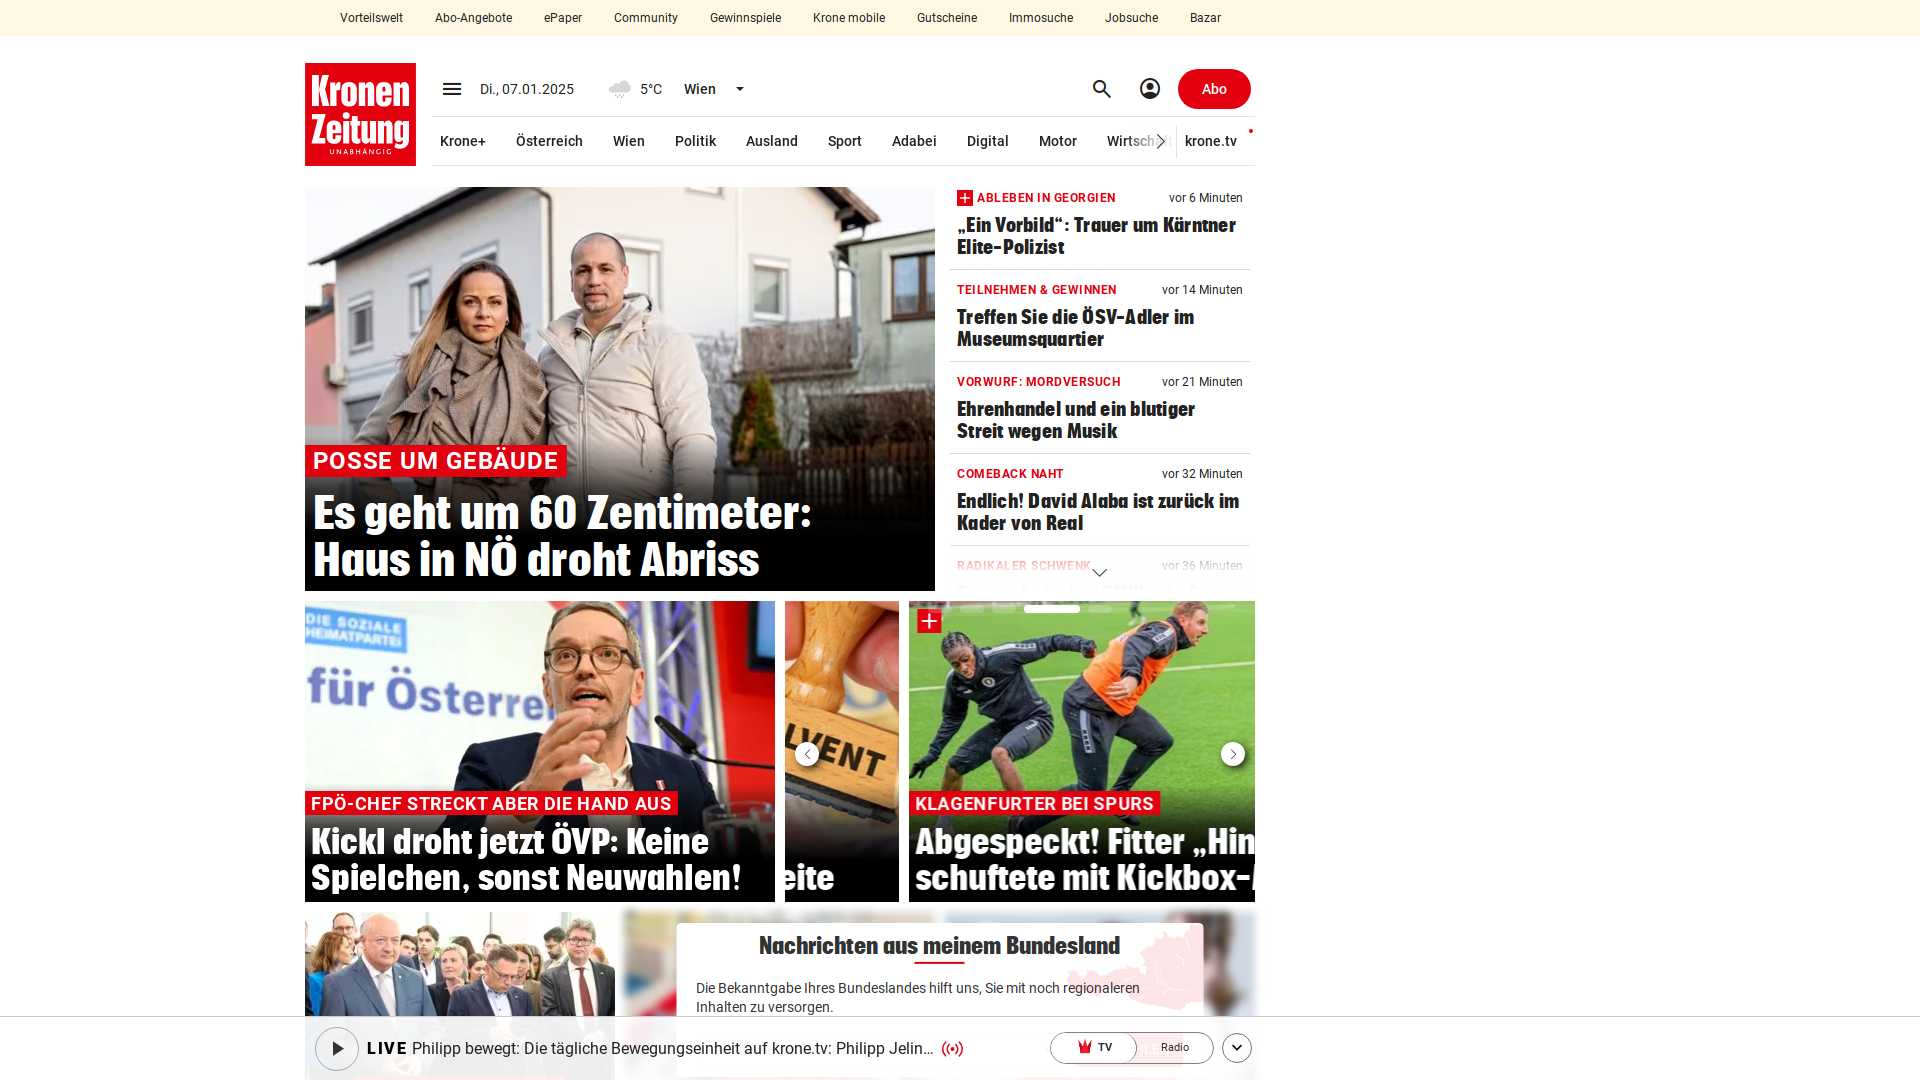 Vorteilswelt Abo-Angebote ePaper Community Gewinnspiele Krone mobile Gutscheine Immosuche Jobsuche Bazar
Kronen
Zeitung
UNABHÄNGIG
Di., 07.01.2025 5°C Wien
Abo
Krone+ Österreich Wien Politik Ausland Sport Adabei Digital Motor Wirtschaft krone.tv
POSSE UM GEBÄUDE
Es geht um 60 Zentimeter:
Haus in NÖ droht Abriss
ABLEBEN IN GEORGIEN vor 6 Minuten
„Ein Vorbild“: Trauer um Kärntner
Elite-Polizist
TEILNEHMEN & GEWINNEN vor 14 Minuten
Treffen Sie die ÖSV-Adler im
Museumsquartier
VORWURF: MORDVERSUCH vor 21 Minuten
Ehrenhandel und ein blutiger
Streit wegen Musik
COMEBACK NAHT vor 32 Minuten
Endlich! David Alaba ist zurück im
Kader von Real
RADIKALER SCHWENK vor 36 Minuten
DIE SOZIALE
HEIMATPARTEI
für Österre
FPÖ-CHEF STRECKT ABER DIE HAND AUS
Kickl droht jetzt ÖVP: Keine
Spielchen, sonst Neuwahlen!
LVENT
eite
KLAGENFURTER BEI SPURS
Abgespeckt! Fitter „Hin
schuftete mit Kickbox-
Nachrichten aus meinem Bundesland
Die Bekanntgabe Ihres Bundeslandes hilft uns, Sie mit noch regionaleren
Inhalten zu versorgen.
LIVE Philipp bewegt: Die tägliche Bewegungseinheit auf krone.tv: Philipp Jelin...
TV Radio